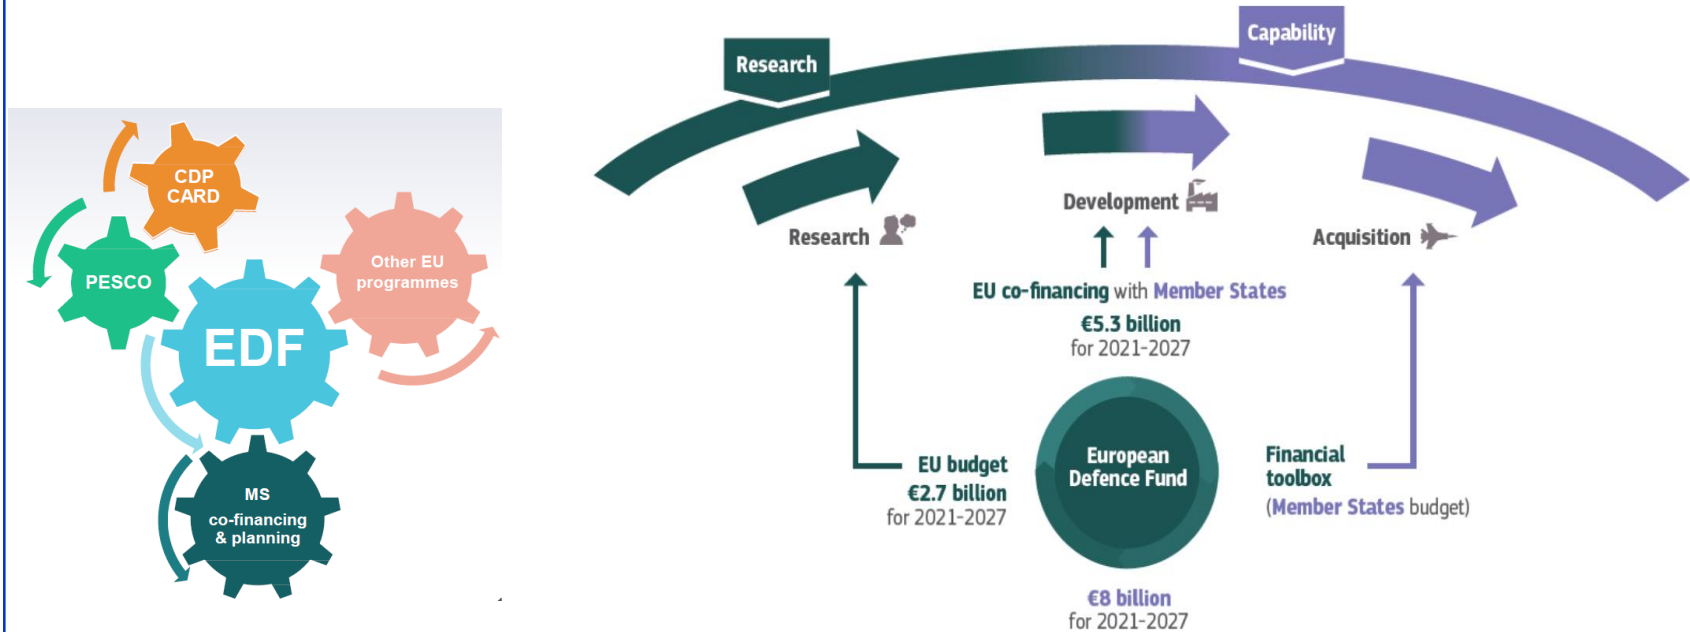 CDP
CARD
PESCO
Other EU
programmes
EDF
MS
co-financing
& planning
Research
Capability
Research
Development
Acquisition
EU co-financing with Member States
€5.3 billion
for 2021-2027
EU budget
€2.7 billion
for 2021-2027
European
Defence Fund
Financial
toolbox
(Member States budget)
€8 billion
for 2021-2027